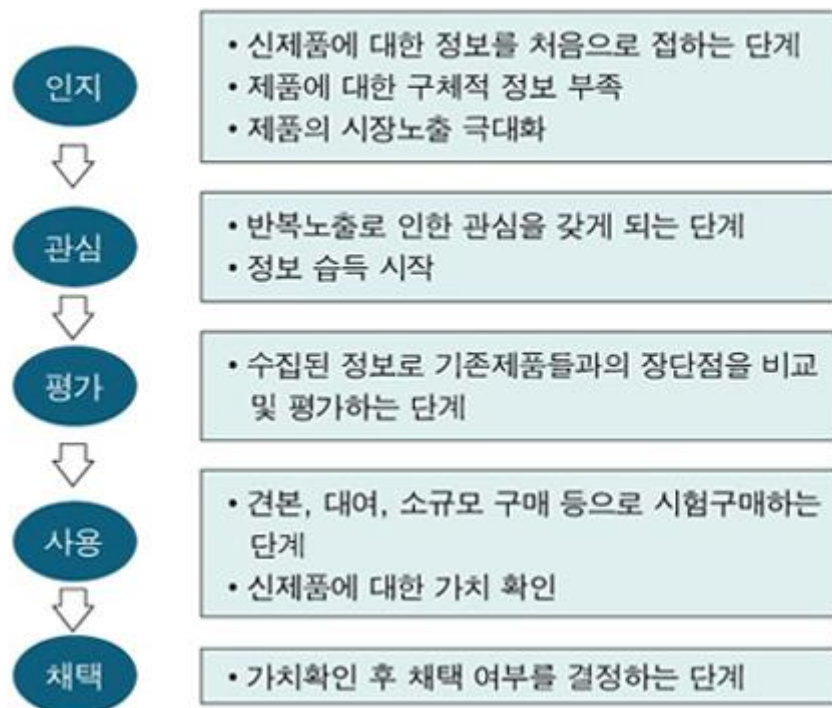 인지
• 신제품에 대한 정보를 처음으로 접하는 단계
• 제품에 대한 구체적 정보 부족
• 제품의 시장노출 극대화
관심
• 반복노출로 인한 관심을 갖게 되는 단계
• 정보 습득 시작
평가
• 수집된 정보로 기존제품들과의 장단점을 비교
및 평가하는 단계
사용
• 견본, 대여, 소규모 구매 등으로 시험구매하는
단계
• 신제품에 대한 가치 확인
채택
• 가치확인 후 채택 여부를 결정하는 단계